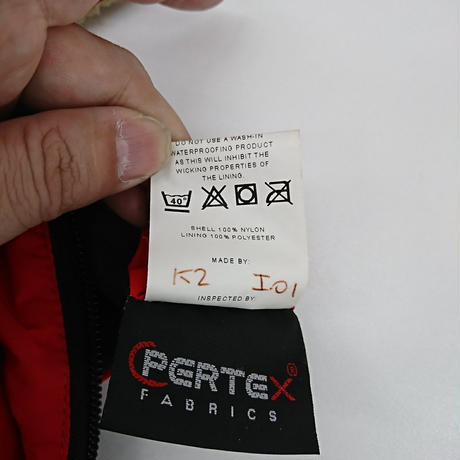 DO NOT USE A WASH-IN
WATERPROOFING PRODUCT
AS THIS WILL INHIBIT THE
WICKING PROPERTIES OF
THE LINING.
40°
SHELL 100% NYLON
LINING 100% POLYESTER
MADE BY:
K2 I.01
INSPECTED BY:
PERTEX®
FABRICS